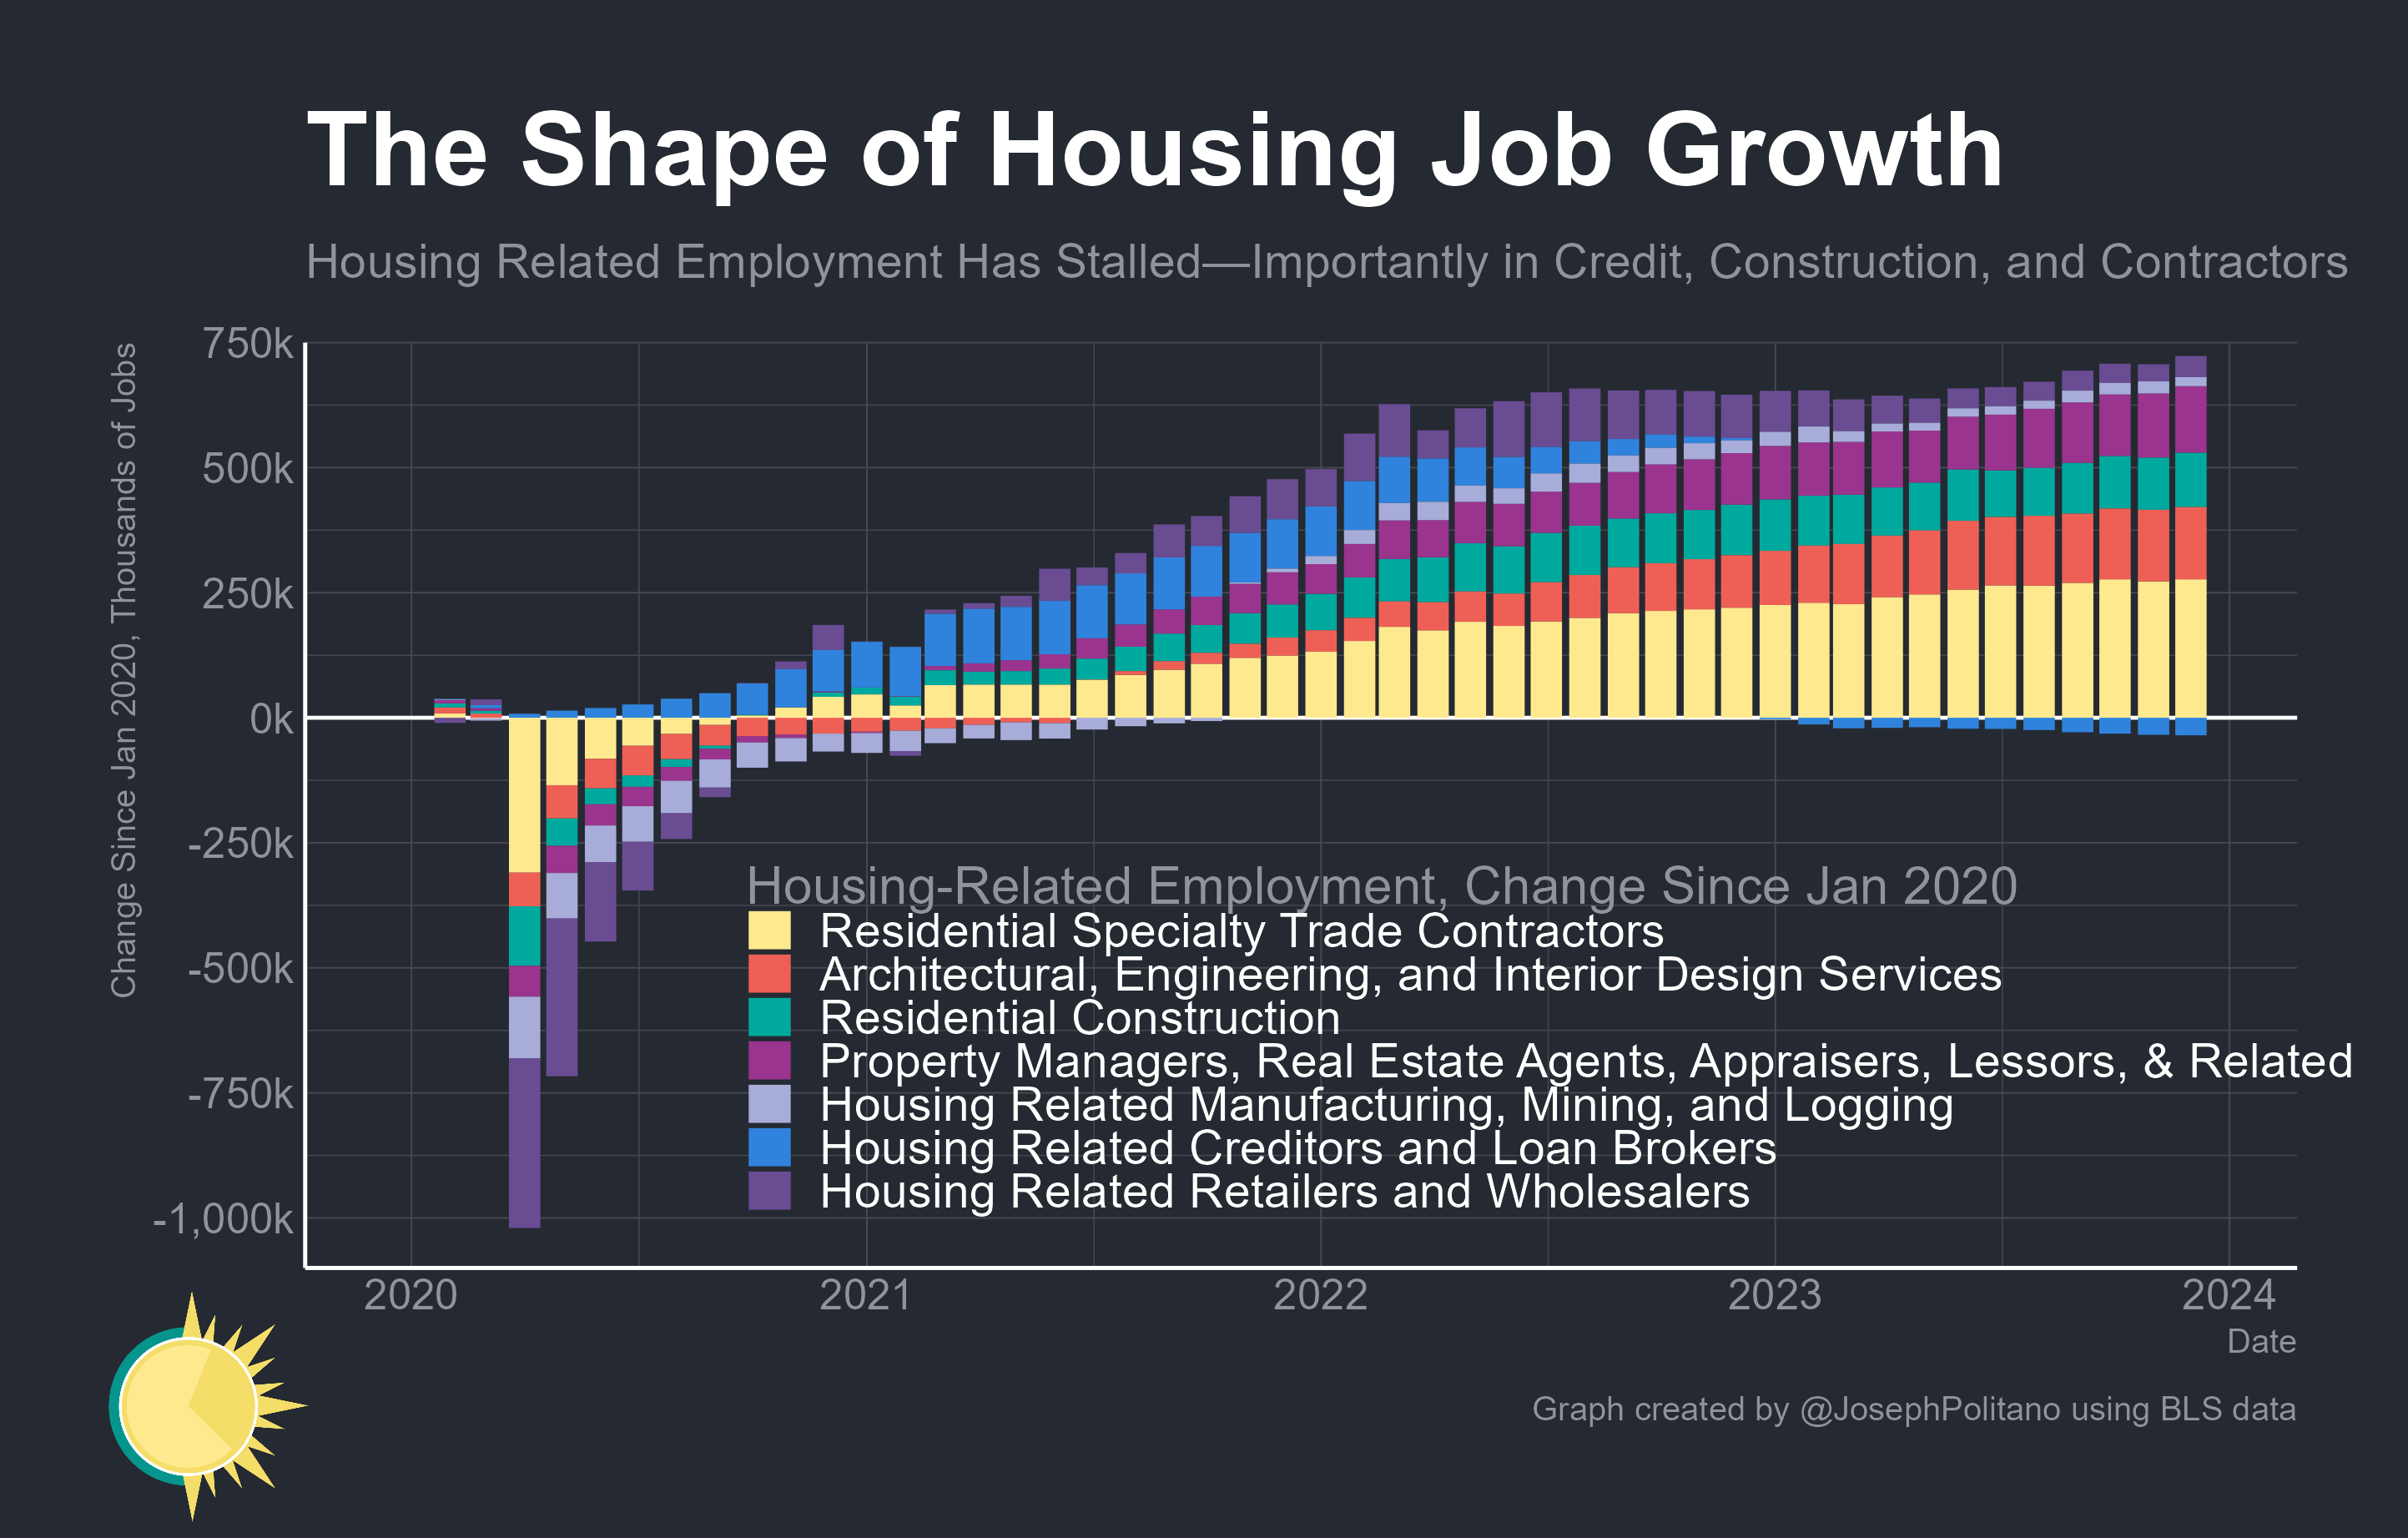 The Shape of Housing Job Growth
Housing Related Employment Has Stalled—Importantly in Credit, Construction, and Contractors
Change Since Jan 2020, Thousands of Jobs
750k
500k
250k
0k
-250k
-500k
-750k
-1,000k
Housing-Related Employment, Change Since Jan 2020
Residential Specialty Trade Contractors
Architectural, Engineering, and Interior Design Services
Residential Construction
Property Managers, Real Estate Agents, Appraisers, Lessors, & Related
Housing Related Manufacturing, Mining, and Logging
Housing Related Creditors and Loan Brokers
Housing Related Retailers and Wholesalers
2020 2021 2022 2023 2024
Date
Graph created by @JosephPolitano using BLS data